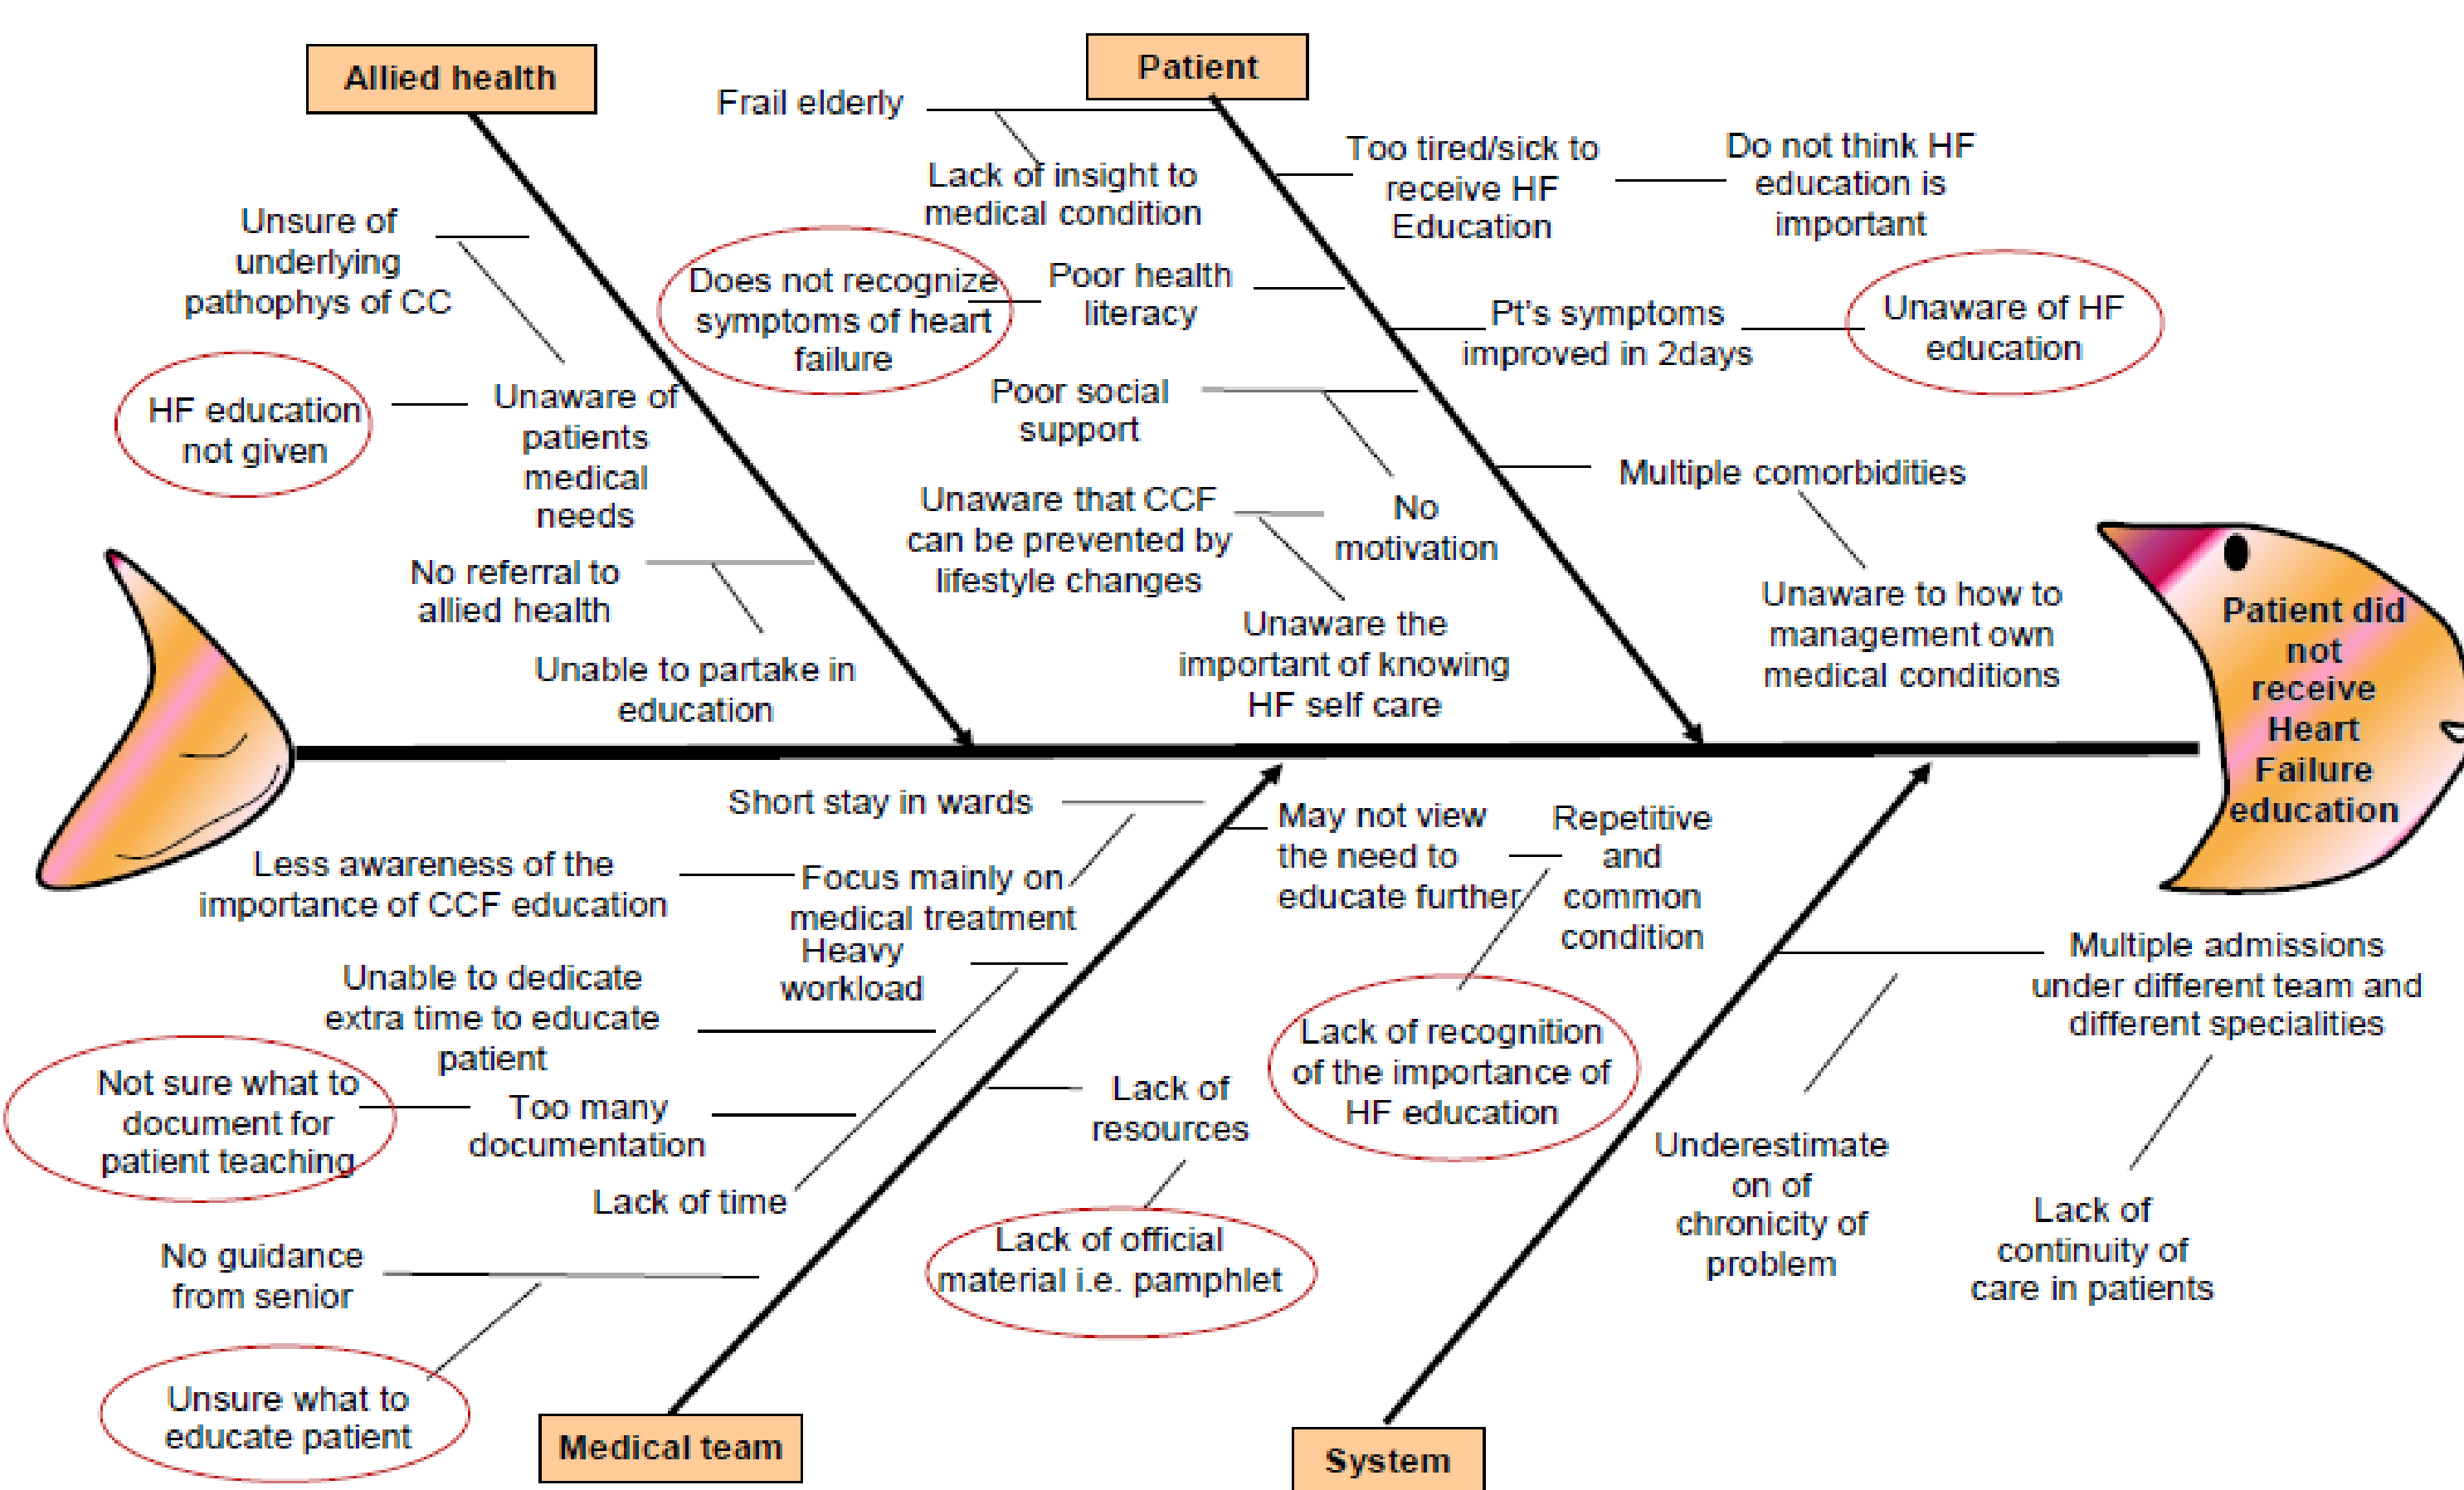 Allied health
Patient
Frail elderly
Lack of insight to
medical condition
Too tired/sick to
receive HF
Education
Do not think HF
education is
important
Unsure of
underlying
pathophys of CC
Does not recognize
symptoms of heart
failure
Poor health
literacy
Pt's symptoms
improved in 2days
Unaware of HF
education
HF education
not given
Unaware of
patients
medical
needs
Poor social
support
No
motivation
Multiple comorbidities
Unaware that CCF
can be prevented by
lifestyle changes
No referral to
allied health
Unaware the
important of knowing
HF self care
Unaware to how to
management own
medical conditions
Unable to partake in
education
Patient did
not
receive
Heart
Failure
education
Short stay in wards
May not view
the need to
educate further
Repetitive
and
common
condition
Less awareness of the
importance of CCF education
Focus mainly on
medical treatment
Heavy
workload
Unable to dedicate
extra time to educate
patient
Multiple admissions
under different team and
different specialities
Not sure what to
document for
patient teaching
Too many
documentation
Lack of
resources
Lack of recognition
of the importance of
HF education
Lack of time
Underestimate
on of
chronicity of
problem
Lack of
continuity of
care in patients
No guidance
from senior
Lack of official
material i.e. pamphlet
Unsure what to
educate patient
Medical team
System